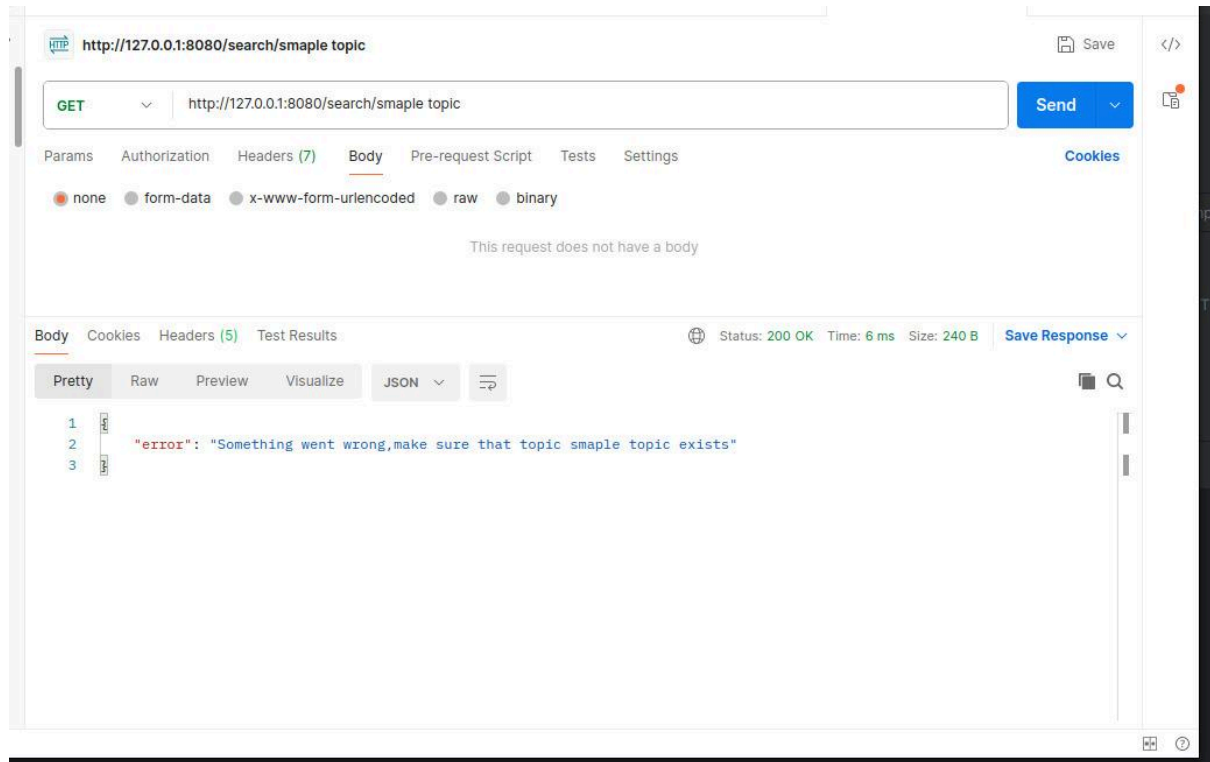 HTTP http://127.0.0.1:8080/search/smaple topic
Save
</>
GET http://127.0.0.1:8080/search/smaple topic
Send
Params Authorization Headers (7) Body Pre-request Script Tests Settings
Cookies
none form-data x-www-form-urlencoded raw binary
This request does not have a body
Body Cookies Headers (5) Test Results
Status: 200 OK Time: 6 ms Size: 240 B Save Response
Pretty Raw Preview Visualize JSON
1 {
2 "error": "Something went wrong,make sure that topic smaple topic exists"
3 }